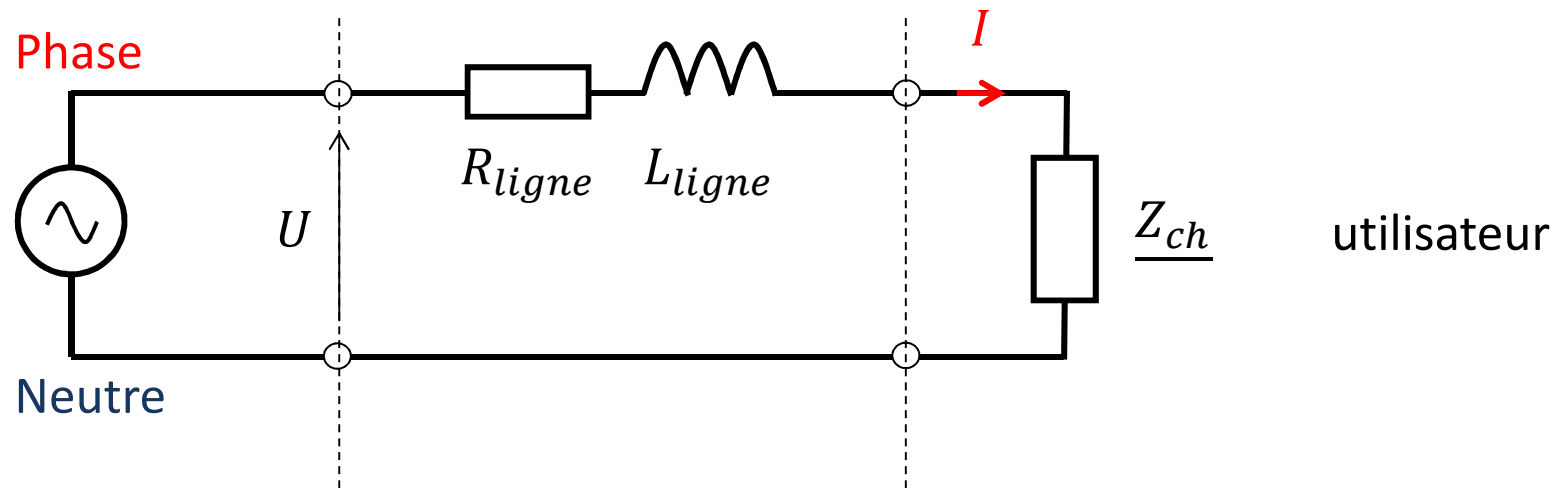 Phase
I
R_ligne
L_ligne
U
Z_ch
utilisateur
Neutre